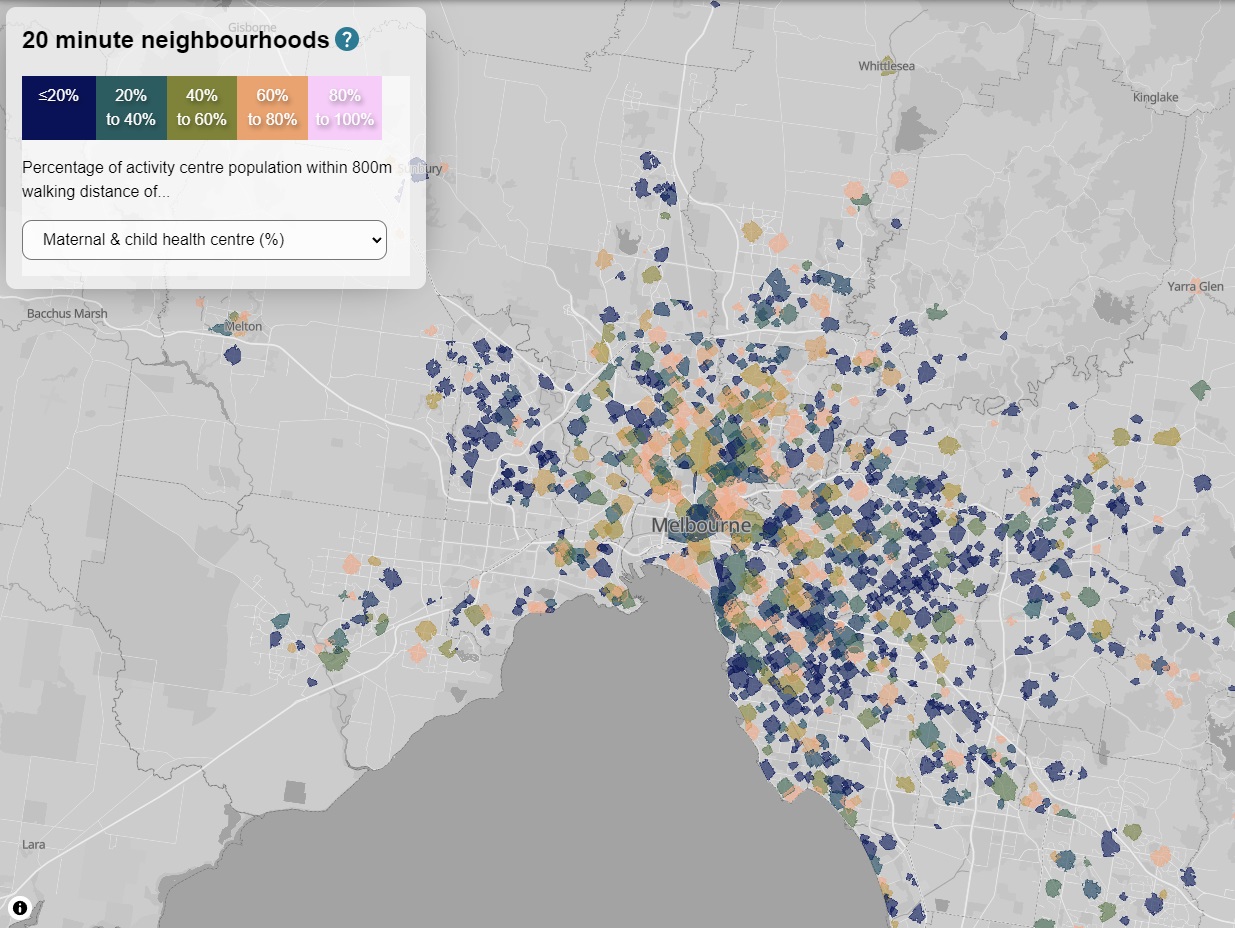 Gisborne
20 minute neighbourhoods ?
≤20%
20%
to 40%
40%
to 60%
60%
to 80%
80%
to 100%
Percentage of activity centre population within 800m
walking distance of...
Maternal & child health centre (%)
Sunbury
Whittlesea
Kinglake
Yarra Glen
Bacchus Marsh
Melton
Melbourne
Lara
i